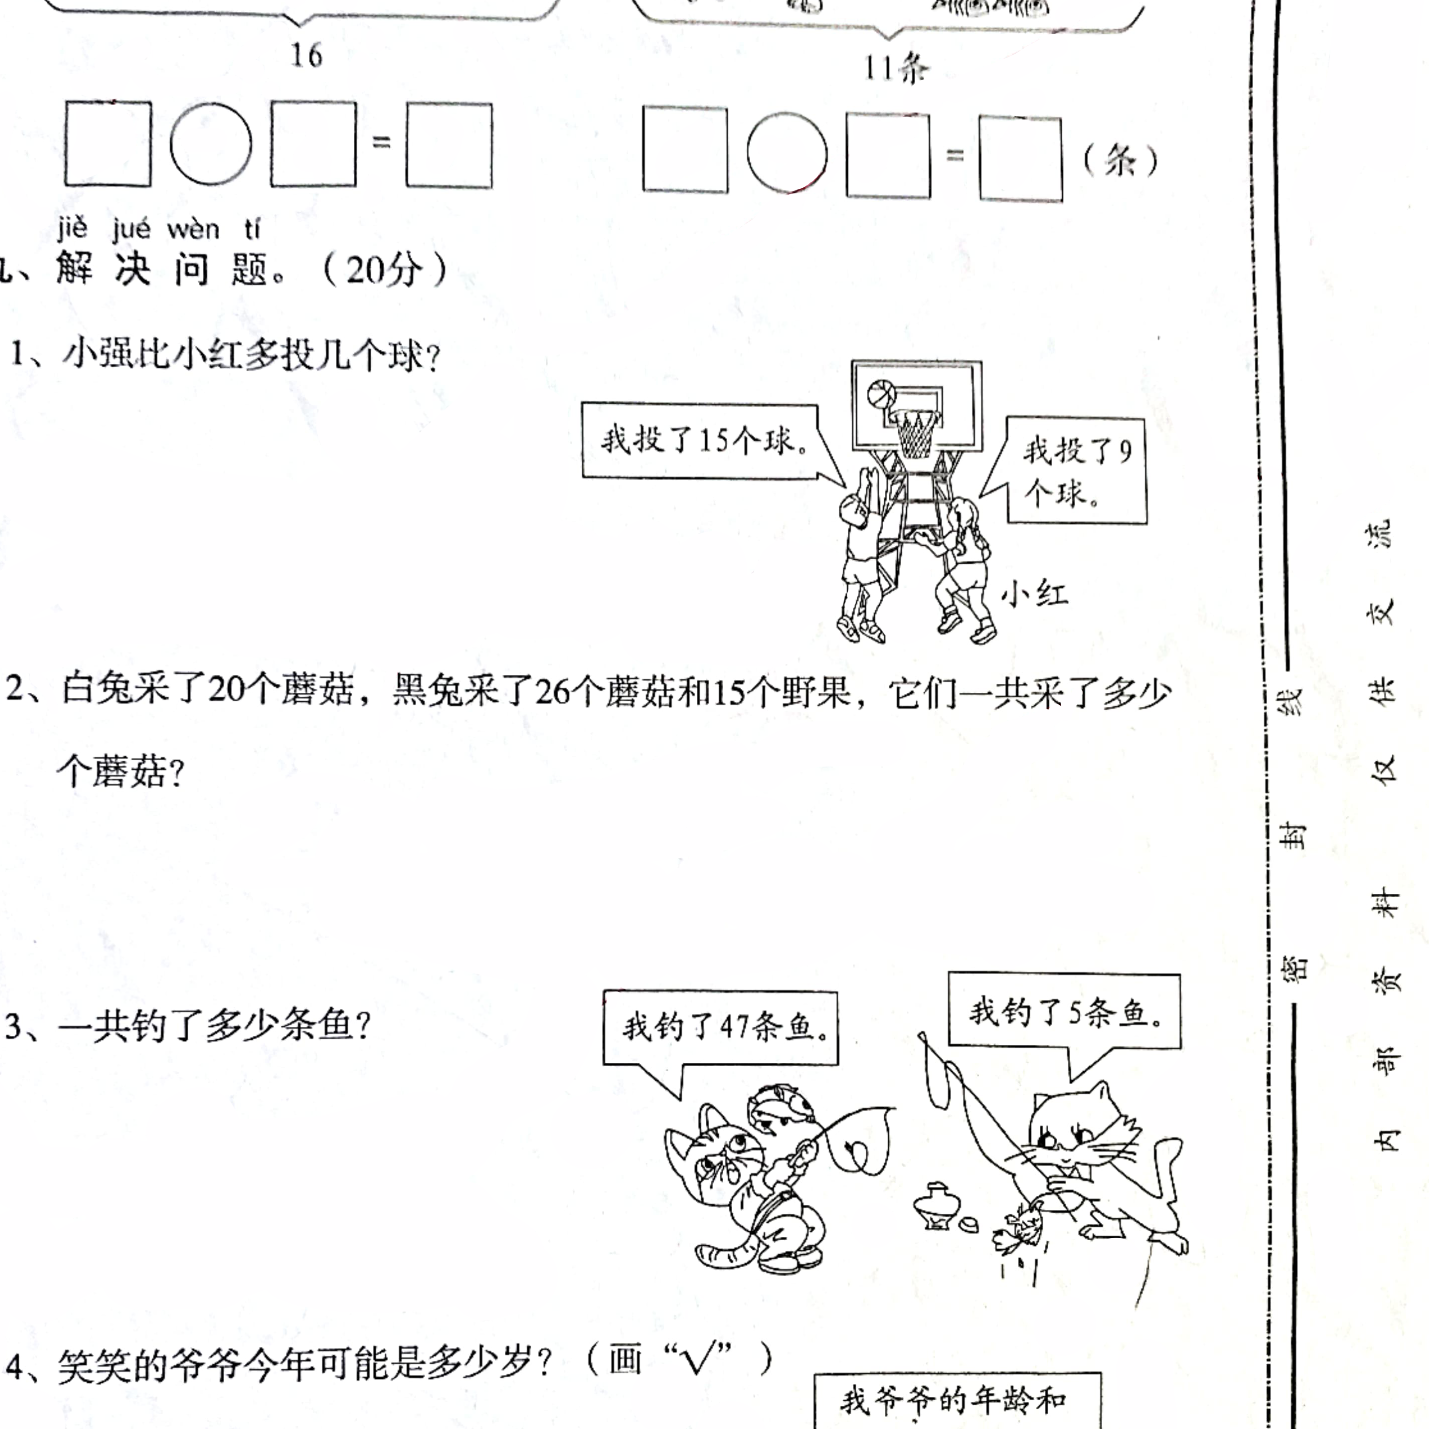 16
11条
=
= （条）
jiě jué wèn tí
、解决问题。（20分）
1、小强比小红多投几个球？
我投了15个球。
我投了9
个球。
小红
2、白兔采了20个蘑菇，黑兔采了26个蘑菇和15个野果，它们一共采了多少
个蘑菇？
3、一共钓了多少条鱼？
我钓了47条鱼。
我钓了5条鱼。
4、笑笑的爷爷今年可能是多少岁？（画“√”）
我爷爷的年龄和
密封线
内部资料仅供交流